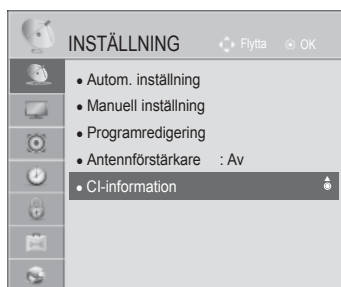 INSTÄLLNING Flytta OK
• Autom. inställning
• Manuell inställning
• Programredigering
• Antennförstärkare : Av
• CI-information